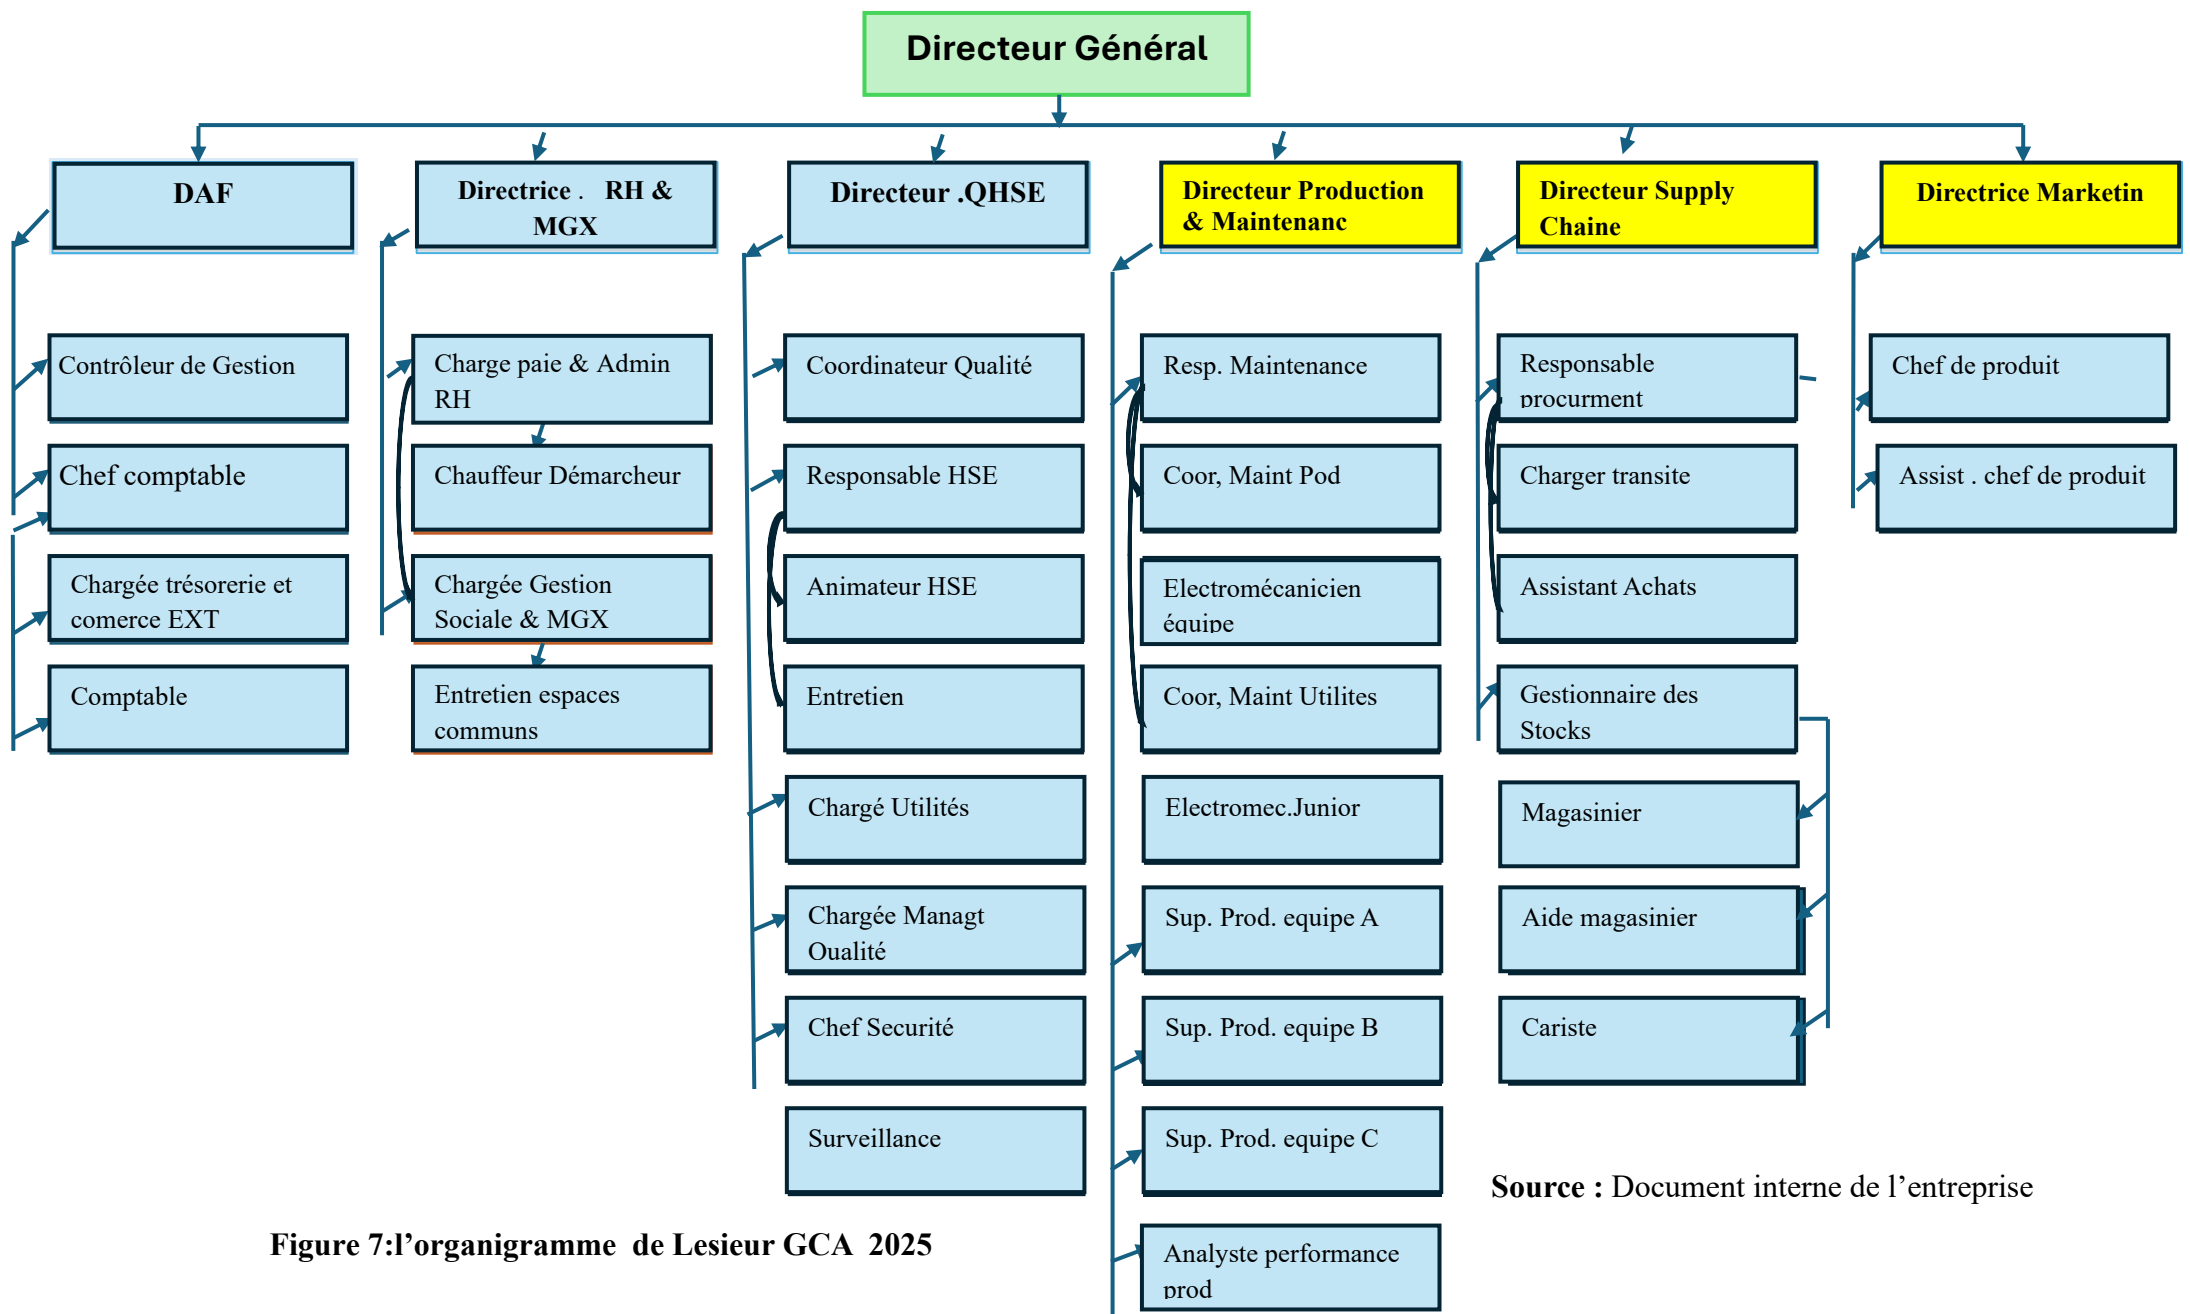 Directeur Général
DAF
Directrice . RH &
MGX
Directeur .QHSE
Directeur Production
& Maintenanc
Directeur Supply
Chaine
Directrice Marketin
Contrôleur de Gestion
Chef comptable
Chargée trésorerie et
comerce EXT
Comptable
Charge paie & Admin
RH
Chauffeur Démarcheur
Chargée Gestion
Sociale & MGX
Entretien espaces
communs
Coordinateur Qualité
Responsable HSE
Animateur HSE
Entretien
Chargé Utilités
Chargée Managt
Qualité
Chef Securité
Surveillance
Resp. Maintenance
Coor, Maint Pod
Electromécanicien
équipe
Coor, Maint Utilites
Electromec.Junior
Sup. Prod. equipe A
Sup. Prod. equipe B
Sup. Prod. equipe C
Analyste performance
prod
Responsable
procurment
Charger transite
Assistant Achats
Gestionnaire des
Stocks
Magasinier
Aide magasinier
Cariste
Chef de produit
Assist . chef de produit
Source : Document interne de l’entreprise
Figure 7:l’organigramme de Lesieur GCA 2025